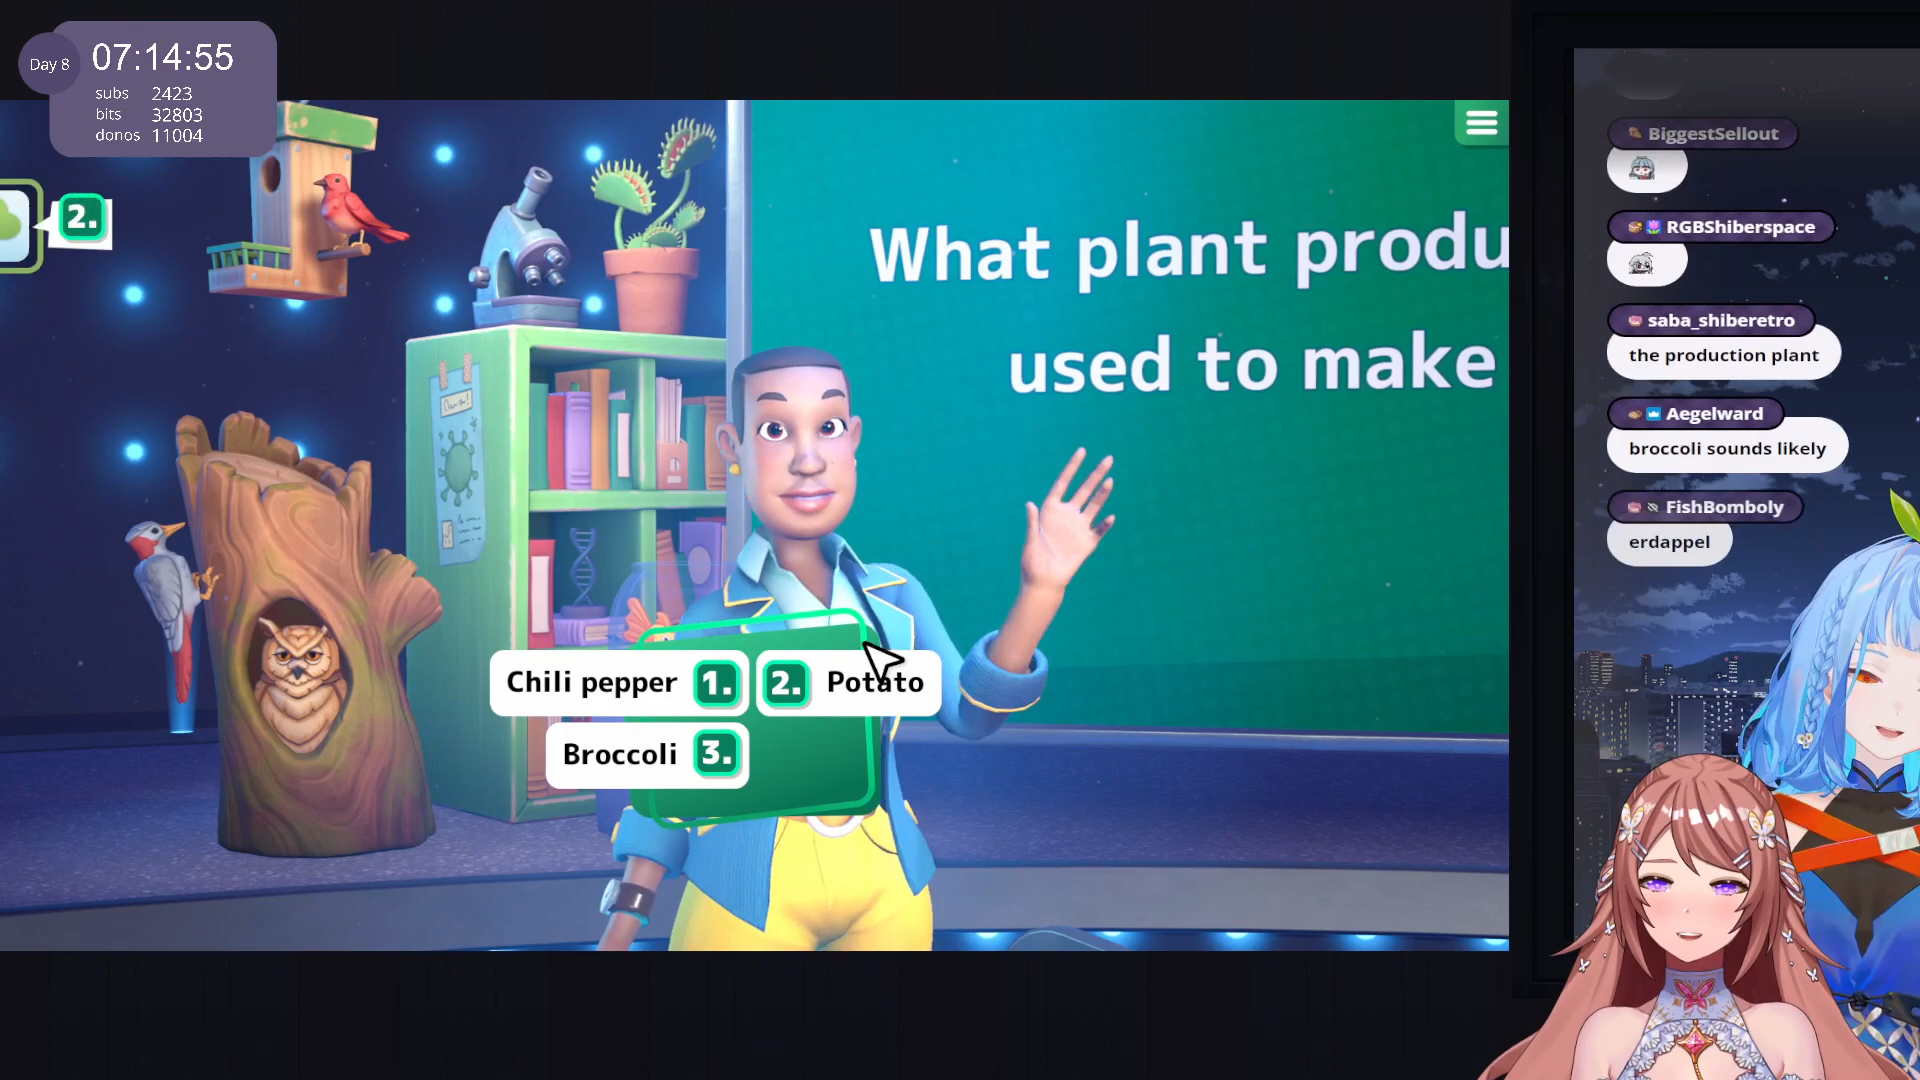 Day 8
07:14:55
subs 2423
bits 32803
donos 11004
2.
What plant produ
used to make
Chili pepper 1.
2. Potato
Broccoli 3.
BiggestSellout
RGBShiberspace
saba_shiberetro
the production plant
Aegelward
broccoli sounds likely
FishBomboly
erdappel